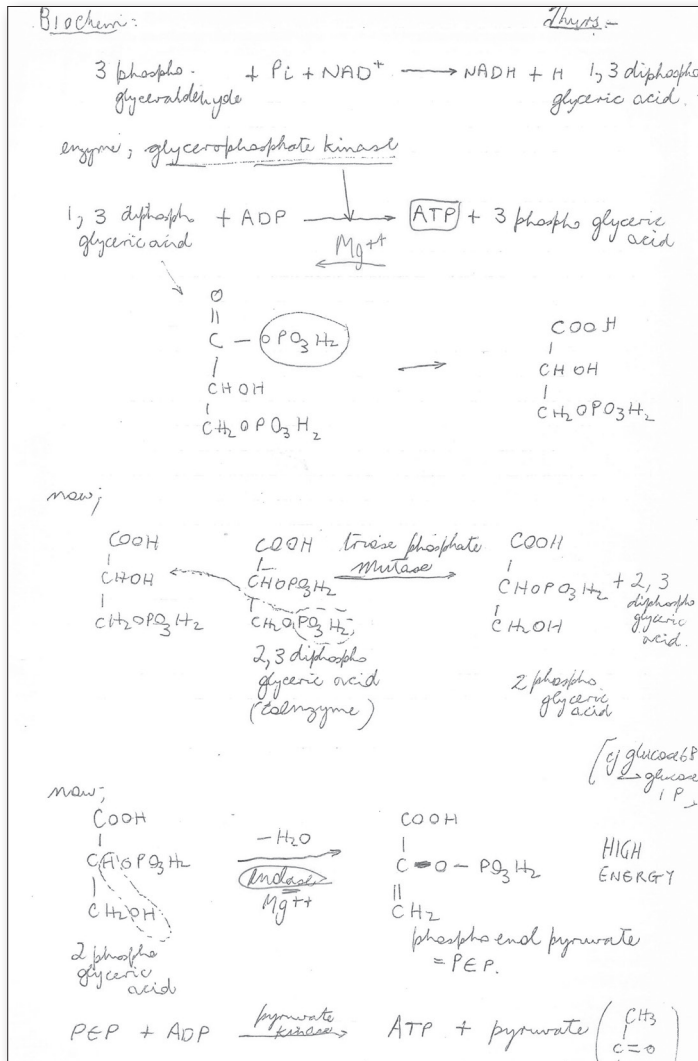 Biochem:- Thurs-
3 phospho- + Pi + NAD+ → NADH + H 1,3 diphospho
glyceraldehyde glyceric acid.
enzyme; glycerophosphate kinase
1,3 diphospho + ADP → ATP + 3 phospho glyceric
glyceric acid Mg++ acid
O
||
C — OPO3H2 → COOH
CHOH CHOH
CH2OPO3H2 CH2OPO3H2
now;
COOH COOH triose phosphate COOH
CHOH CHOPO3H2 mutase → CHOPO3H2 + 2,3
CH2OPO3H2 CH2OPO3H2 CH2OH diphospho
glyceric
acid.
2,3 diphospho
glyceric acid
(coenzyme)
2 phospho
glyceric
acid
[cf glucose 6P
→ glucose
1 P]
now;
COOH -H2O COOH
CHOPO3H2 → C-O-PO3H2 HIGH
CH2OH Mg++ || ENERGY
CH2
2 phospho
glyceric
acid
phospho enol pyruvate
= PEP.
PEP + ADP pyruvate kinase → ATP + pyruvate (CH3
C=O